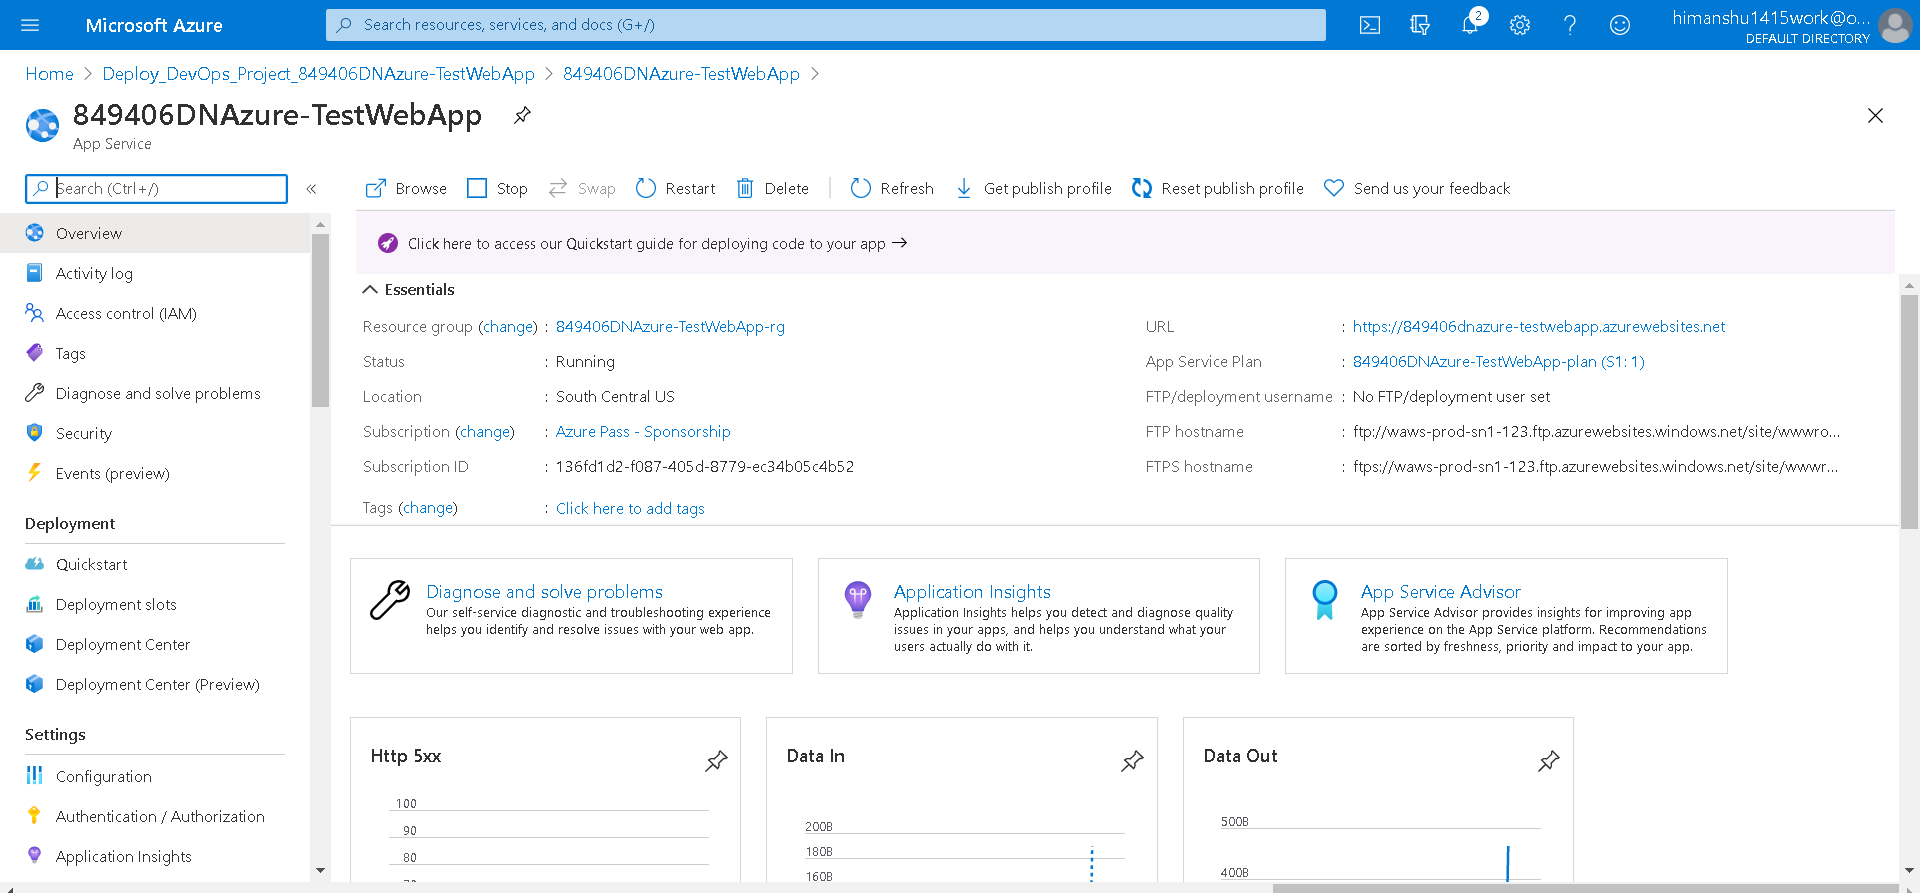 Microsoft Azure
Search resources, services, and docs (G+/)
2
himanshu1415work@o...
DEFAULT DIRECTORY
Home > Deploy_DevOps_Project_849406DNAzure-TestWebApp > 849406DNAzure-TestWebApp >
849406DNAzure-TestWebApp
App Service
Search (Ctrl+/)
«
Browse Stop Swap Restart Delete Refresh Get publish profile Reset publish profile Send us your feedback
Overview
Activity log
Access control (IAM)
Tags
Diagnose and solve problems
Security
Events (preview)
Deployment
Quickstart
Deployment slots
Deployment Center
Deployment Center (Preview)
Settings
Configuration
Authentication / Authorization
Application Insights
Click here to access our Quickstart guide for deploying code to your app →
Essentials
Resource group (change) : 849406DNAzure-TestWebApp-rg
Status : Running
Location : South Central US
Subscription (change) : Azure Pass - Sponsorship
Subscription ID : 136fd1d2-f087-405d-8779-ec34b05c4b52
Tags (change) : Click here to add tags
URL : https://849406dnazure-testwebapp.azurewebsites.net
App Service Plan : 849406DNAzure-TestWebApp-plan (S1: 1)
FTP/deployment username : No FTP/deployment user set
FTP hostname : ftp://waws-prod-sn1-123.ftp.azurewebsites.windows.net/site/wwwro...
FTPS hostname : ftps://waws-prod-sn1-123.ftp.azurewebsites.windows.net/site/wwwr...
Diagnose and solve problems
Our self-service diagnostic and troubleshooting experience
helps you identify and resolve issues with your web app.
Application Insights
Application Insights helps you detect and diagnose quality
issues in your apps, and helps you understand what your
users actually do with it.
App Service Advisor
App Service Advisor provides insights for improving app
experience on the App Service platform. Recommendations
are sorted by freshness, priority and impact to your app.
Http 5xx
100
90
80
Data In
200B
180B
160B
Data Out
500B
400B